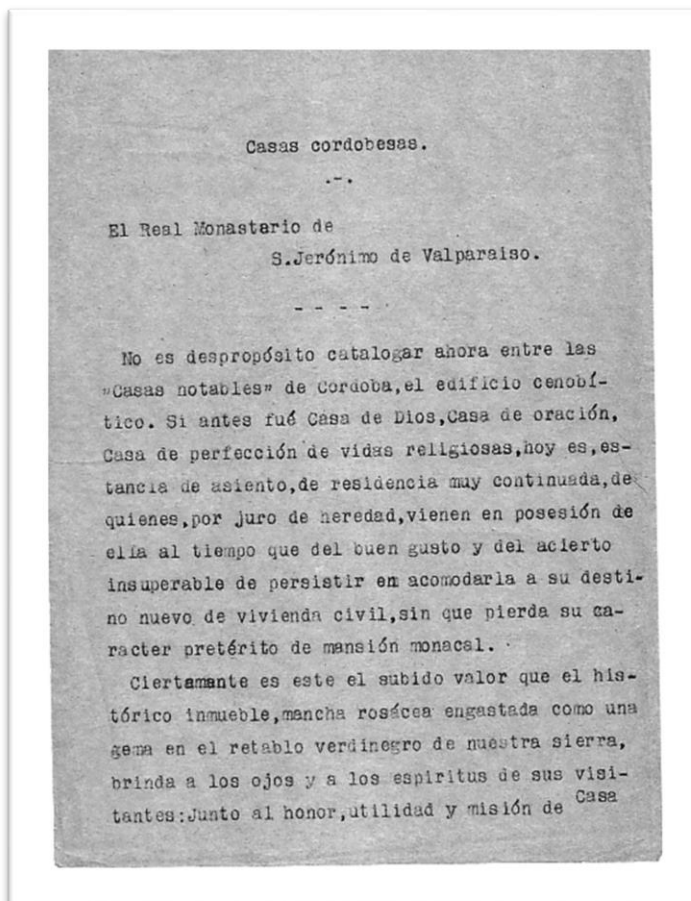 Casas cordobesas.
.-.
El Real Monasterio de
S.Jerónimo de Valparaiso.
- - - -
No es despropósito catalogar ahora entre las
"Casas notables" de Cordoba,el edificio cenobí-
tico. Si antes fué Casa de Dios,Casa de oración,
Casa de perfección de vidas religiosas,hoy es,es-
tancia de asiento,de residencia muy continuada,de
quienes,por juro de heredad,vienen en posesión de
ella al tiempo que del buen gusto y del acierto
insuperable de persistir en acomodarla a su desti-
no nuevo de vivienda civil,sin que pierda su ca-
racter pretérito de mansión monacal.
Ciertamante es este el subido valor que el his-
tórico inmueble,mancha rosácea engastada como una
gema en el retablo verdinegro de nuestra sierra,
brinda a los ojos y a los espiritus de sus visi-
tantes:Junto al honor,utilidad y misión de Casa